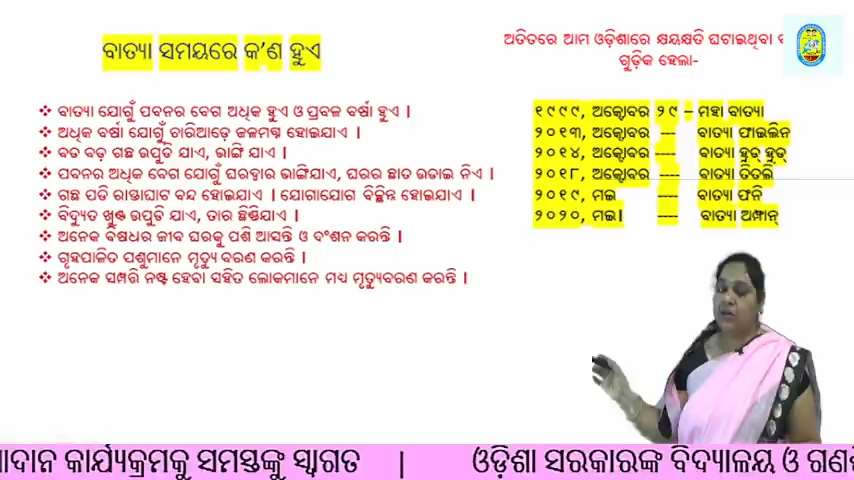 ବାତ୍ୟା ସମୟରେ କ'ଣ ହୁଏ
❖ ବାତ୍ୟା ଯୋଗୁଁ ପବନର ବେଗ ଅଧିକ ହୁଏ ଓ ପ୍ରବଳ ବର୍ଷା ହୁଏ ।
❖ ଅଧିକ ବର୍ଷା ଯୋଗୁଁ ଚାରିଆଡ଼େ ଜଳମଗ୍ନ ହୋଇଯାଏ ।
❖ ବଡ ବଡ଼ ଗଛ ଉପୁଡି ଯାଏ, ଭାଙ୍ଗି ଯାଏ ।
❖ ପବନର ଅଧିକ ବେଗ ଯୋଗୁଁ ଘରଦ୍ୱାର ଭାଙ୍ଗିଯାଏ, ଘରର ଛାତ ଉଡାଇ ନିଏ ।
❖ ଗଛ ପଡି ରାସ୍ତାଘାଟ ବନ୍ଦ ହୋଇଯାଏ । ଯୋଗାଯୋଗ ବିଚ୍ଛିନ୍ନ ହୋଇଯାଏ ।
❖ ବିଦ୍ୟୁତ ଖୁଣ୍ଟ ଉପୁଡି ଯାଏ, ତାର ଛିଣ୍ଡିଯାଏ ।
❖ ଅନେକ ବିଷଧର ଜୀବ ଘରକୁ ପଶି ଆସନ୍ତି ଓ ଦଂଶନ କରନ୍ତି ।
❖ ଗୃହପାଳିତ ପଶୁମାନେ ମୃତ୍ୟୁ ବରଣ କରନ୍ତି ।
❖ ଅନେକ ସମ୍ପତ୍ତି ନଷ୍ଟ ହେବା ସହିତ ଲୋକମାନେ ମଧ୍ୟ ମୃତ୍ୟୁବରଣ କରନ୍ତି ।
ଅତିତରେ ଆମ ଓଡ଼ିଶାରେ କ୍ଷୟକ୍ଷତି ଘଟାଇଥିବା
ଗୁଡ଼ିକ ହେଲା-
୧୯୯୯, ଅକ୍ଟୋବର ୨୯ – ମହା ବାତ୍ୟା
୨୦୧୩, ଅକ୍ଟୋବର --- ବାତ୍ୟା ଫାଇଲିନ
୨୦୧୪, ଅକ୍ଟୋବର ---- ବାତ୍ୟା ହୁଡ୍ ହୁଡ୍
୨୦୧୮, ଅକ୍ଟୋବର ---- ବାତ୍ୟା ତିତଲି
୨୦୧୯, ମଇ ---- ବାତ୍ୟା ଫନି
୨୦୨୦, ମଇ। ---- ବାତ୍ୟା ଅମ୍ଫାନ୍
ାଦାନ କାର୍ଯ୍ୟକ୍ରମକୁ ସମସ୍ତଙ୍କୁ ସ୍ୱାଗତ | ଓଡ଼ିଶା ସରକାରଙ୍କ ବିଦ୍ୟାଳୟ ଓ ଗଣ